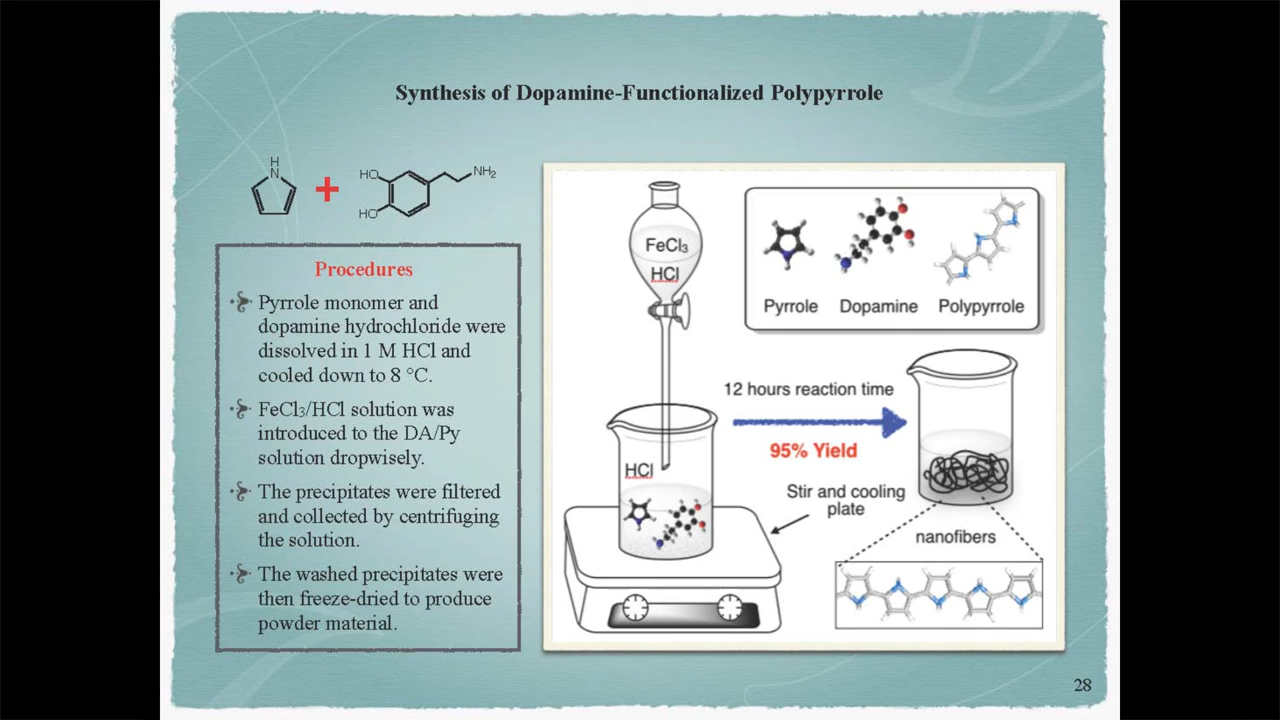 Synthesis of Dopamine-Functionalized Polypyrrole
H
N
+
HO
HO
NH2
Procedures
Pyrrole monomer and
dopamine hydrochloride were
dissolved in 1 M HCl and
cooled down to 8 °C.
FeCl3/HCl solution was
introduced to the DA/Py
solution dropwisely.
The precipitates were filtered
and collected by centrifuging
the solution.
The washed precipitates were
then freeze-dried to produce
powder material.
FeCl3
HCl
Pyrrole Dopamine Polypyrrole
12 hours reaction time
95% Yield
HCl
Stir and cooling
plate
nanofibers
28